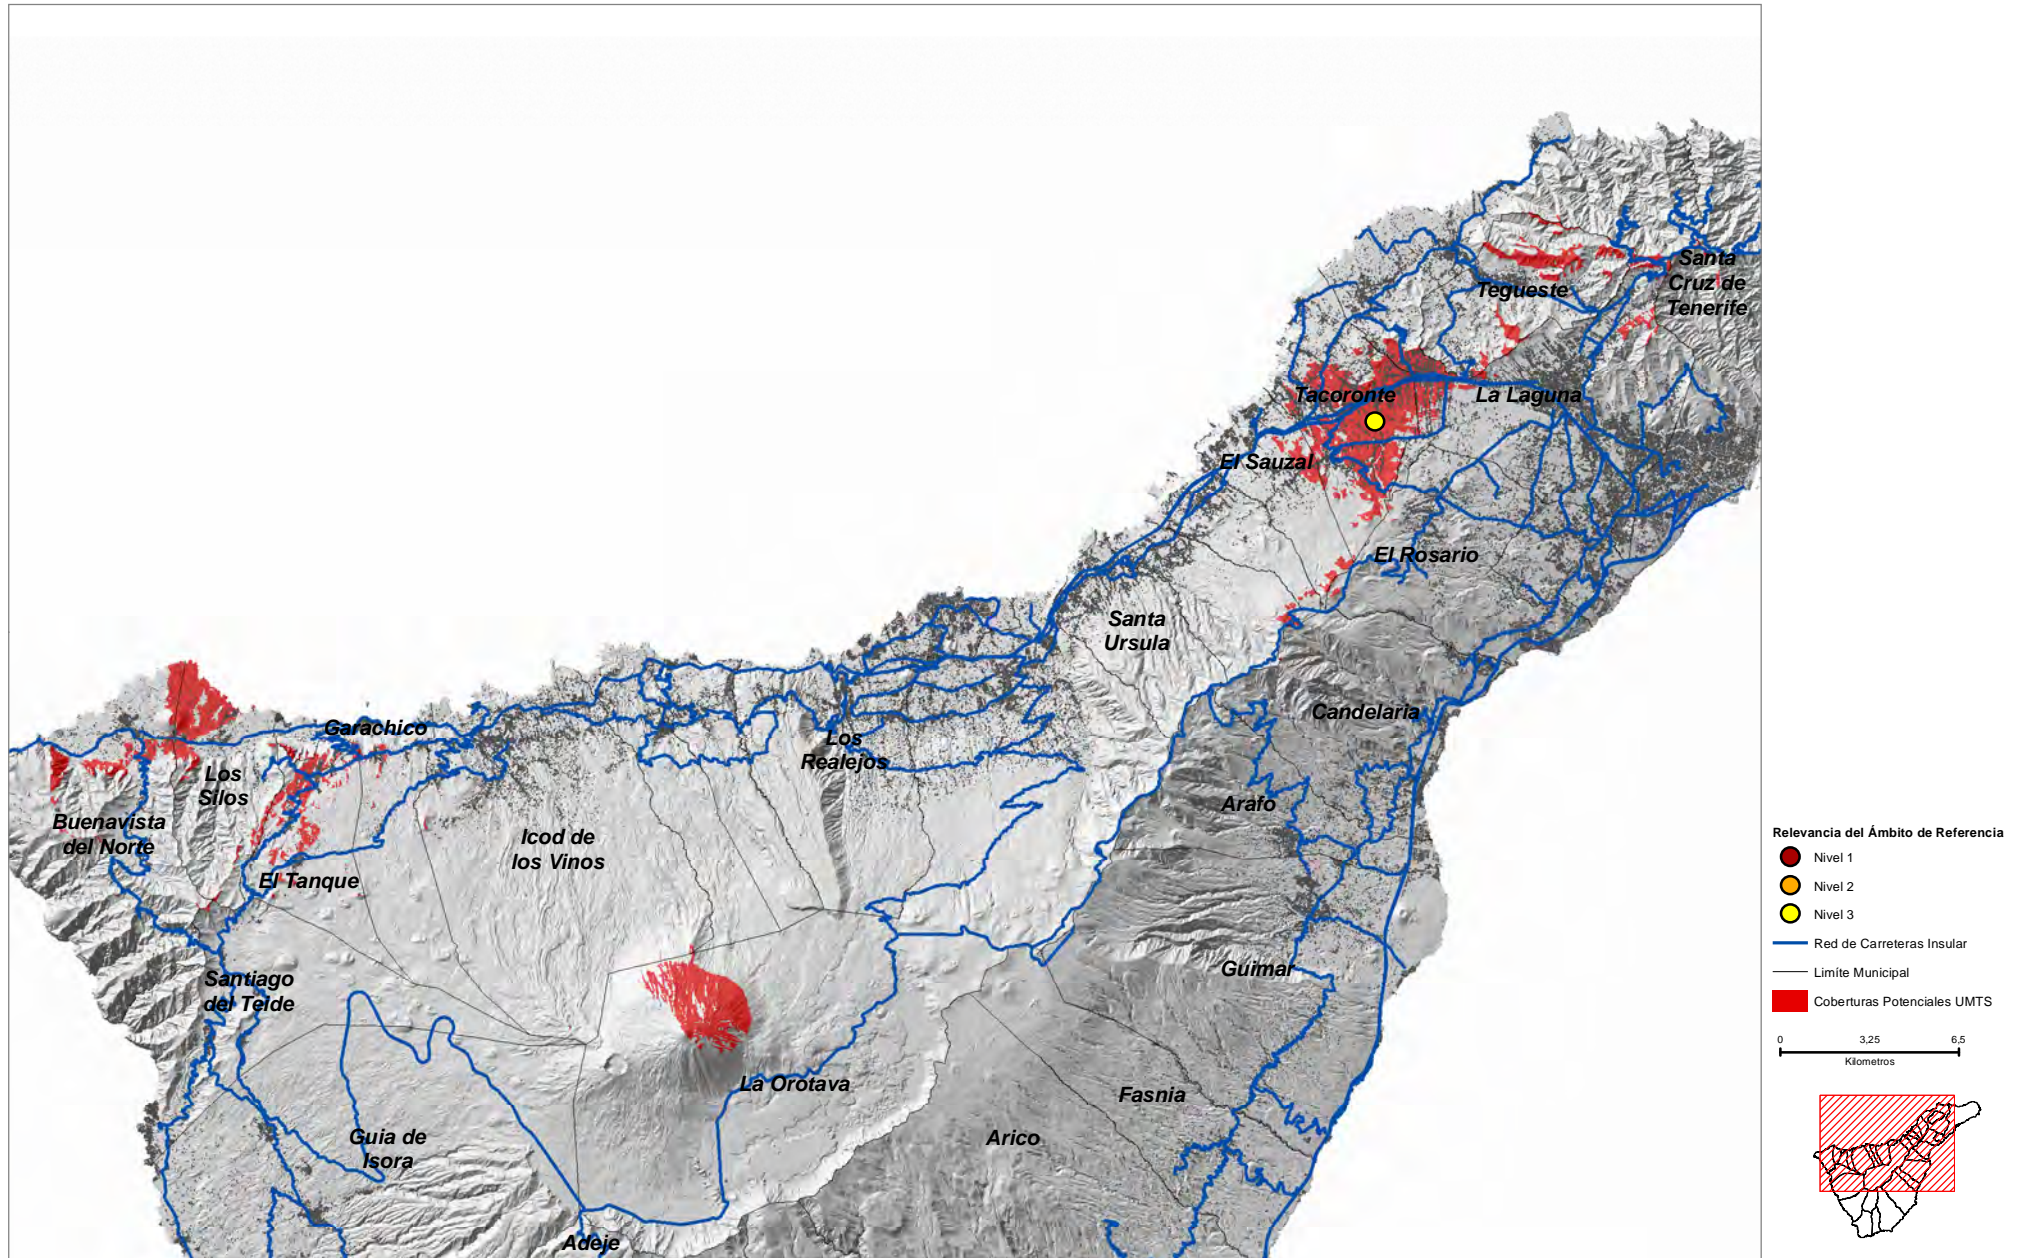 Santa
Cruz de
Tenerife
Tegueste
Tacoronte
La Laguna
El Sauzal
El Rosario
Santa
Ursula
Candelaria
Garachico
Los
Realejos
Los
Silos
Buenavista
del Norte
Arafo
Icod de
los Vinos
El Tanque
Guimar
Santiago
del Teide
La Orotava
Fasnia
Guia de
Isora
Arico
Adeje
Relevancia del Ámbito de Referencia
Nivel 1
Nivel 2
Nivel 3
Red de Carreteras Insular
Limíte Municipal
Coberturas Potenciales UMTS
0 3,25 6,5
Kilometros